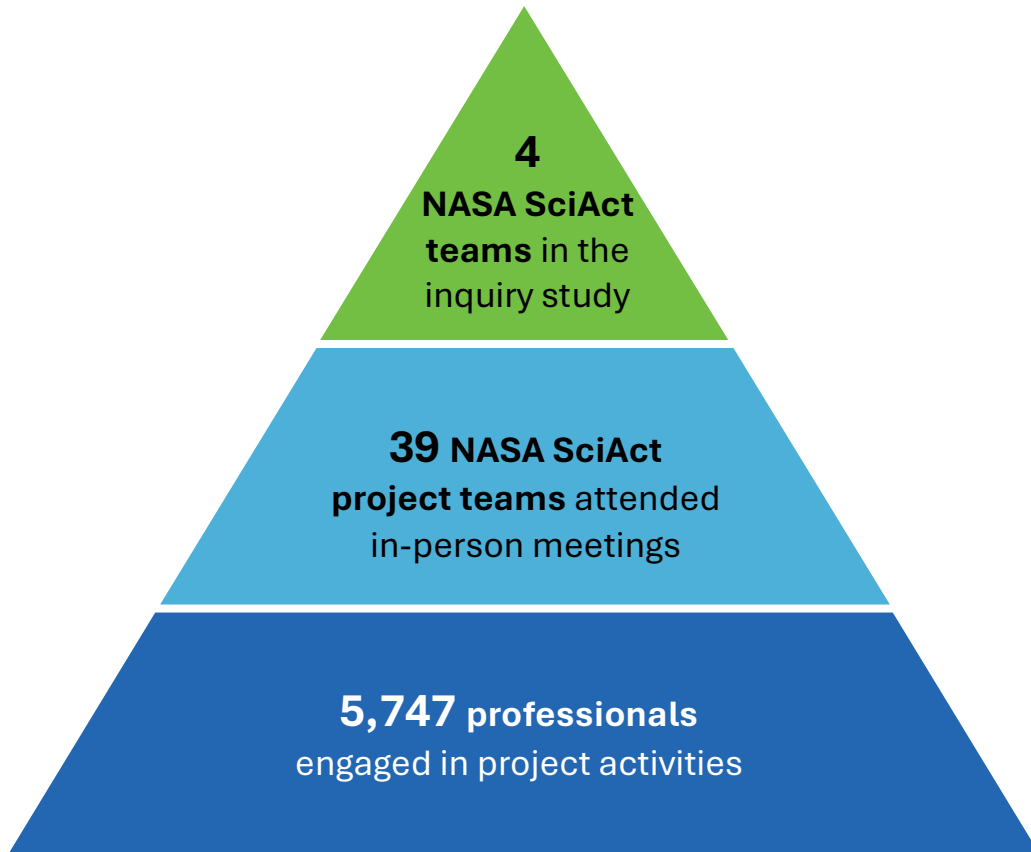 4
NASA SciAct
teams in the
inquiry study
39 NASA SciAct
project teams attended
in-person meetings
5,747 professionals
engaged in project activities